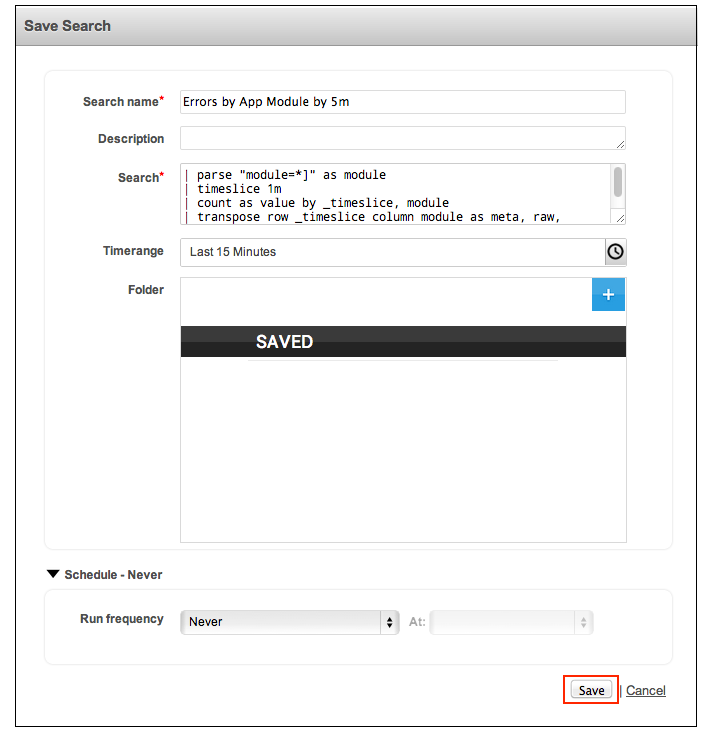 Save Search
Search name*
Errors by App Module by 5m
Description
Search*
| parse "module=*]" as module
| timeslice 1m
| count as value by _timeslice, module
| transpose row _timeslice column module as meta, raw,
Timerange
Last 15 Minutes
Folder
+
SAVED
Schedule - Never
Run frequency
Never
At:
Save | Cancel